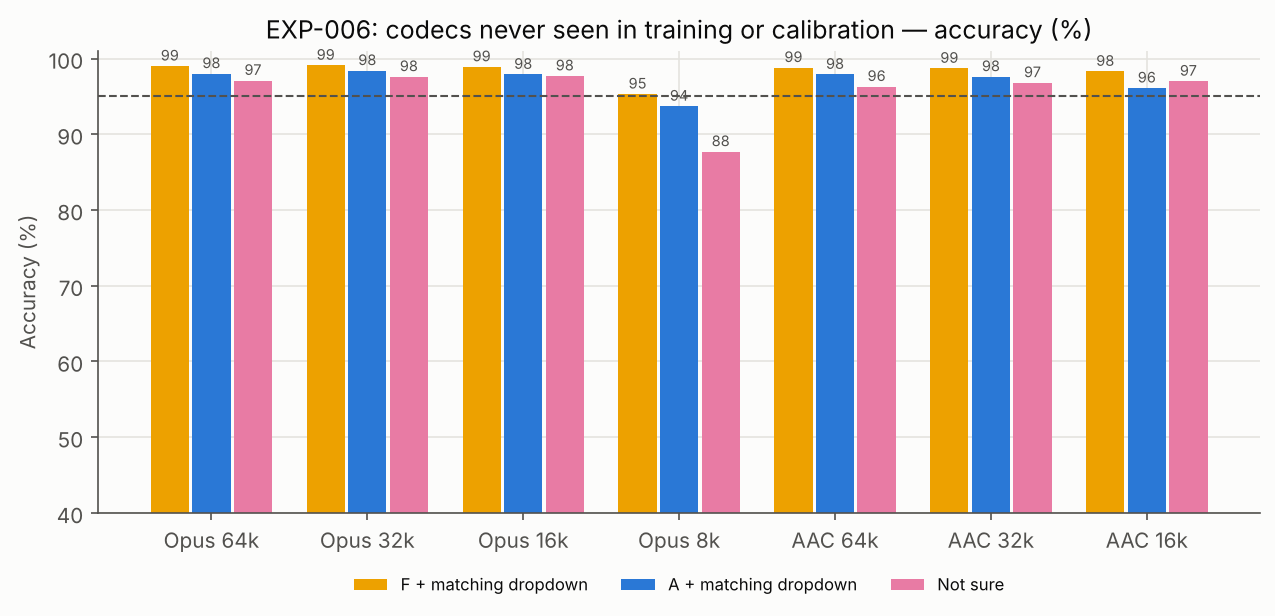 EXP-006: codecs never seen in training or calibration — accuracy (%)
99 98 97 99 98 98 99 98 98 95 94 88 99 98 96 99 98 97 98 96 97
100
90
80
70
60
50
40
Accuracy (%)
Opus 64k Opus 32k Opus 16k Opus 8k AAC 64k AAC 32k AAC 16k
F + matching dropdown A + matching dropdown Not sure